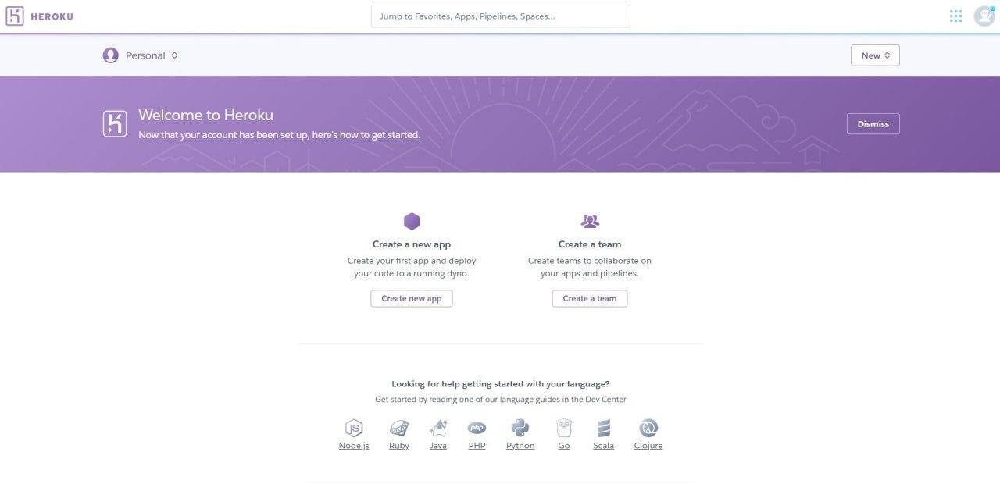 HEROKU
Jump to Favorites, Apps, Pipelines, Spaces...
Personal
New
Welcome to Heroku
Now that your account has been set up, here's how to get started.
Dismiss
Create a new app
Create your first app and deploy
your code to a running dyno.
Create new app
Create a team
Create teams to collaborate on
your apps and pipelines.
Create a team
Looking for help getting started with your language?
Get started by reading one of our language guides in the Dev Center
JS
php
Node.js Ruby Java PHP Python Go Scala Clojure